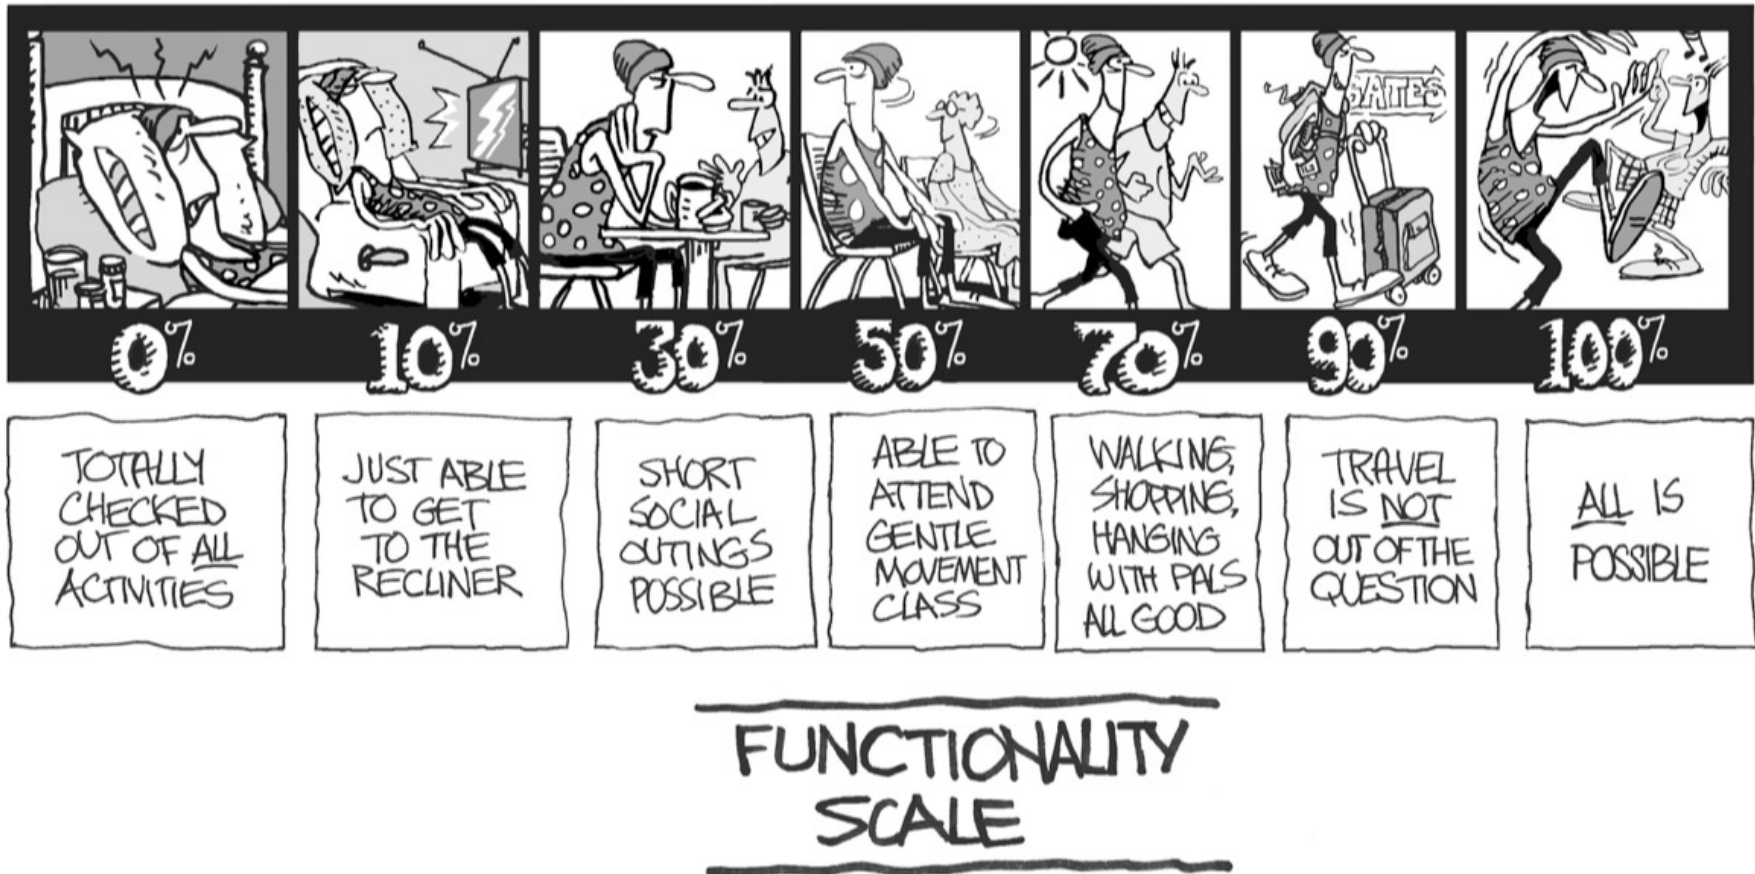 GATES
0%
10%
30%
50%
70%
90%
100%
TOTALLY
CHECKED
OUT OF ALL
ACTIVITIES
JUST ABLE
TO GET
TO THE
RECLINER
SHORT
SOCIAL
OUTINGS
POSSIBLE
ABLE TO
ATTEND
GENTLE
MOVEMENT
CLASS
WALKING,
SHOPPING,
HANGING
WITH PALS
ALL GOOD
TRAVEL
IS NOT
OUT OF THE
QUESTION
ALL IS
POSSIBLE
FUNCTIONALITY
SCALE